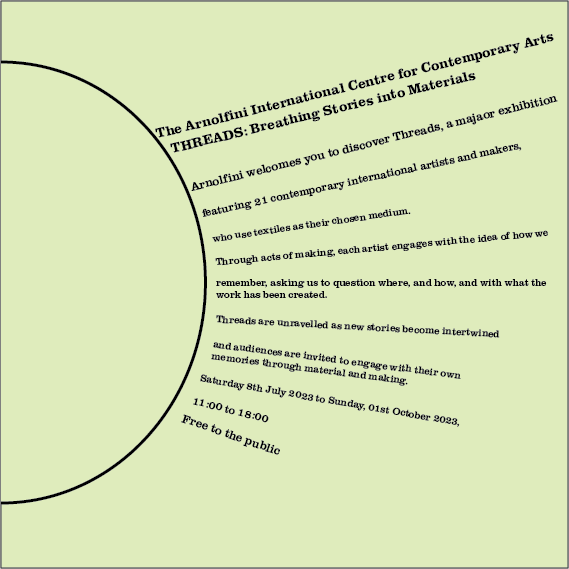 The Arnolfini International Centre for Contemporary Arts
THREADS: Breathing Stories into Materials
Arnolfini welcomes you to discover Threads, a majaor exhibition
featuring 21 contemporary international artists and makers,
who use textiles as their chosen medium.
Through acts of making, each artist engages with the idea of how we
remember, asking us to question where, and how, and with what the
work has been created.
Threads are unravelled as new stories become intertwined
and audiences are invited to engage with their own
memories through material and making.
Saturday 8th July 2023 to Sunday, 01st October 2023,
11:00 to 18:00
Free to the public